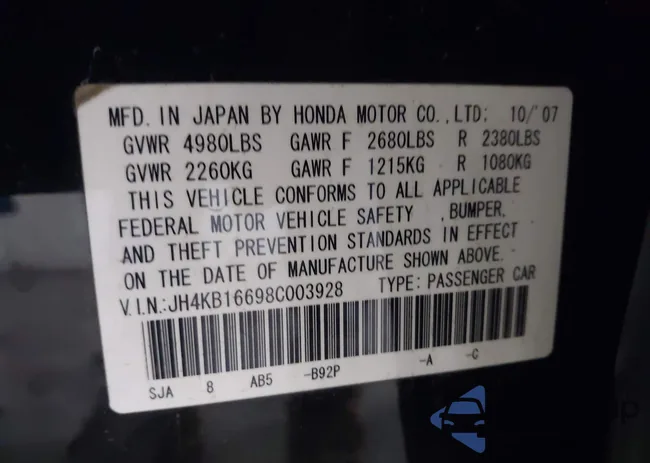 MFD. IN JAPAN BY HONDA MOTOR CO., LTD: 10/'07
GVWR 4980LBS GAWR F 2680LBS R 2380LBS
GVWR 2260KG GAWR F 1215KG R 1080KG
THIS VEHICLE CONFORMS TO ALL APPLICABLE
FEDERAL MOTOR VEHICLE SAFETY ,BUMPER,
AND THEFT PREVENTION STANDARDS IN EFFECT
ON THE DATE OF MANUFACTURE SHOWN ABOVE.
V.I.N.:JH4KB16698C003928 TYPE: PASSENGER CAR
SJA 8 AB5 -B92P -A -C